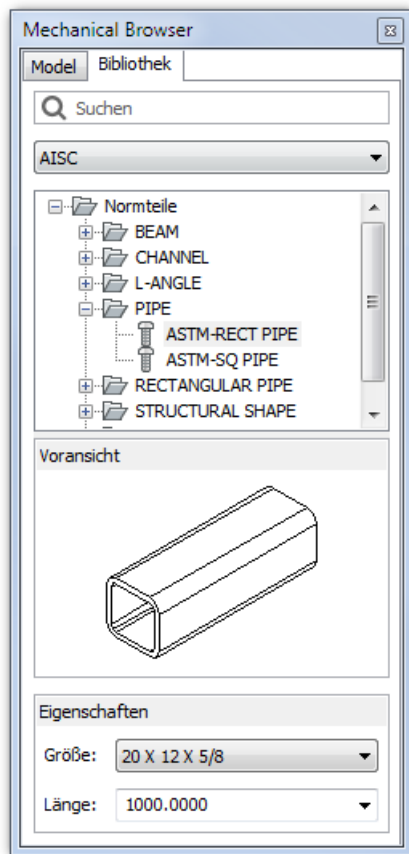 Mechanical Browser
Model Bibliothek
Suchen
AISC
Normteile
BEAM
CHANNEL
L-ANGLE
PIPE
ASTM-RECT PIPE
ASTM-SQ PIPE
RECTANGULAR PIPE
STRUCTURAL SHAPE
Voransicht
Eigenschaften
Größe: 20 X 12 X 5/8
Länge: 1000.0000